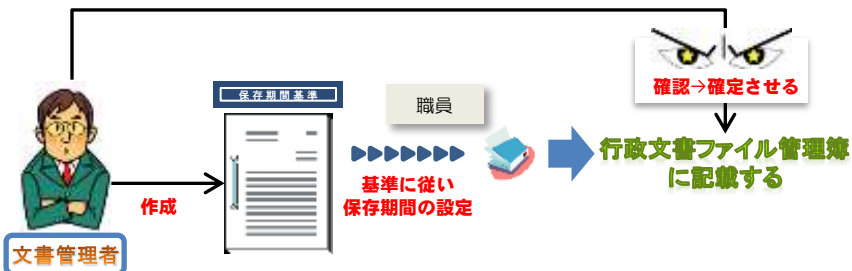 保存期間基準
職員
確認→確定させる
行政文書ファイル管理簿
に記載する
作成
基準に従い
保存期間の設定
文書管理者